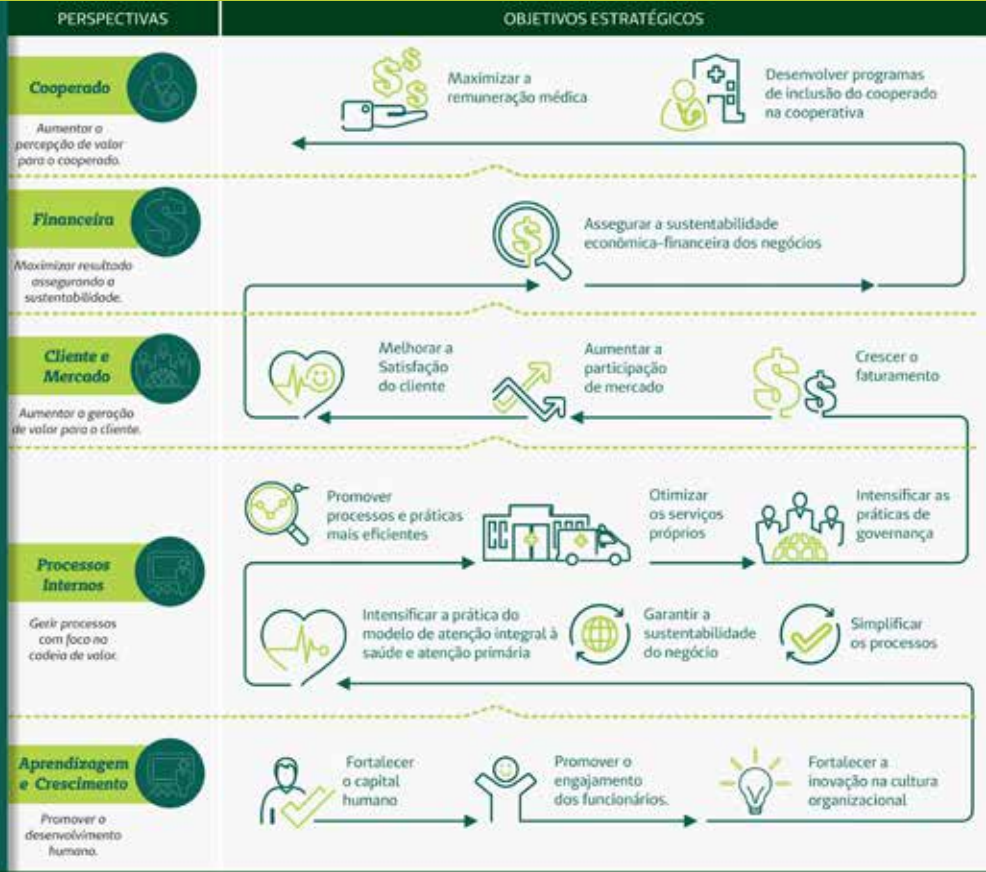 PERSPECTIVAS
OBJETIVOS ESTRATÉGICOS
Cooperado
Aumentar a
percepção de valor
para o cooperado.
Maximizar a
remuneração médica
Desenvolver programas
de inclusão do cooperado
na cooperativa
Financeira
Maximizar resultado
assegurando a
sustentabilidade.
Assegurar a sustentabilidade
econômica-financeira dos negócios
Cliente e
Mercado
Aumentar a geração
de valor para o cliente.
Melhorar a
Satisfação
do cliente
Aumentar a
participação
de mercado
Crescer o
faturamento
Processos
Internos
Gerir processos
com foco na
cadeia de valor.
Promover
processos e práticas
mais eficientes
Otimizar
os serviços
próprios
Intensificar as
práticas de
governança
Intensificar a prática do
modelo de atenção integral à
saúde e atenção primária
Garantir a
sustentabilidade
do negócio
Simplificar
os processos
Aprendizagem
e Crescimento
Promover o
desenvolvimento
humano.
Fortalecer
o capital
humano
Promover o
engajamento
dos funcionários.
Fortalecer a
inovação na cultura
organizacional